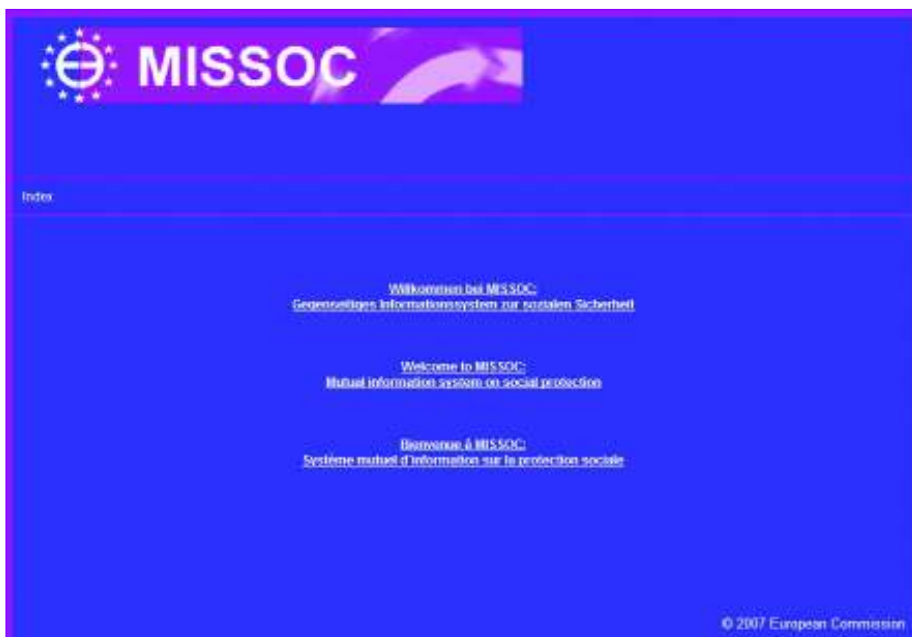 MISSOC
Index
Willkommen bei MISSOC:
Gegenseitiges Informationssystem zur sozialen Sicherheit
Welcome to MISSOC:
Mutual information system on social protection
Bienvenue à MISSOC:
Système mutuel d'information sur la protection sociale
© 2007 European Commission